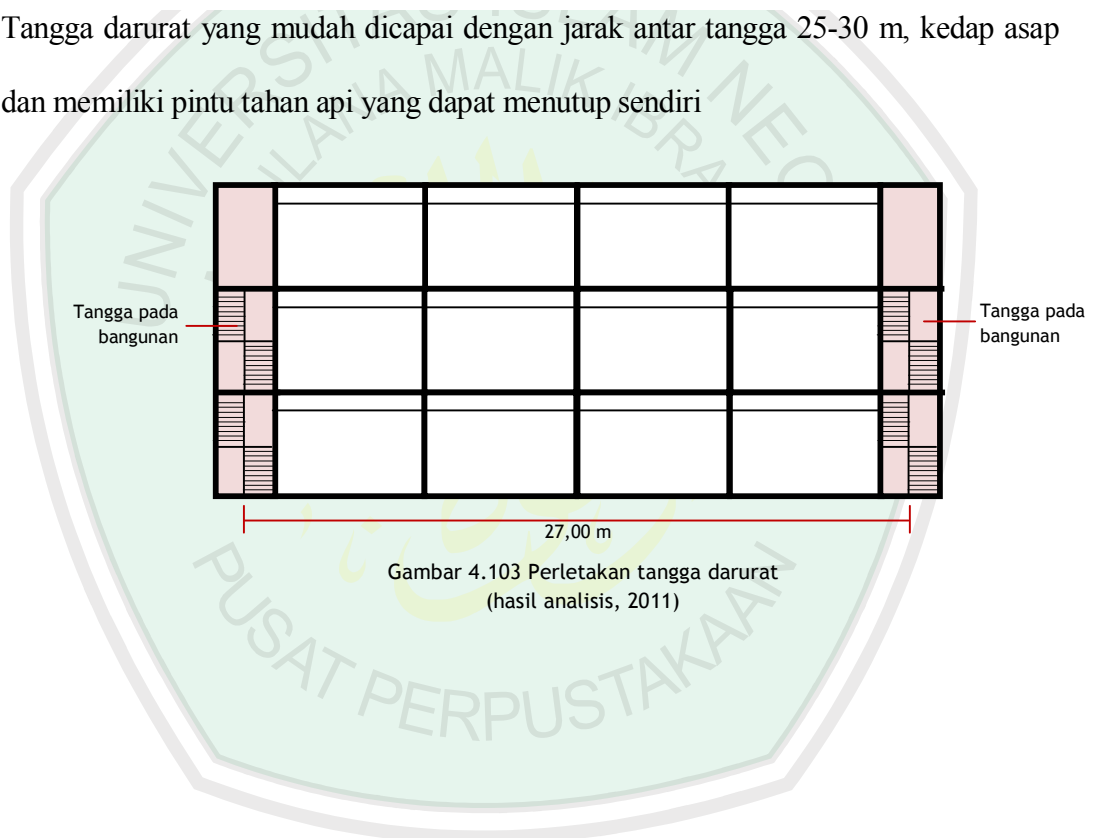 Tangga darurat yang mudah dicapai dengan jarak antar tangga 25-30 m, kedap asap
dan memiliki pintu tahan api yang dapat menutup sendiri
Tangga pada
bangunan
Tangga pada
bangunan
27,00 m
Gambar 4.103 Perletakan tangga darurat
(hasil analisis, 2011)
PUSAT PERPUSTAKAAN